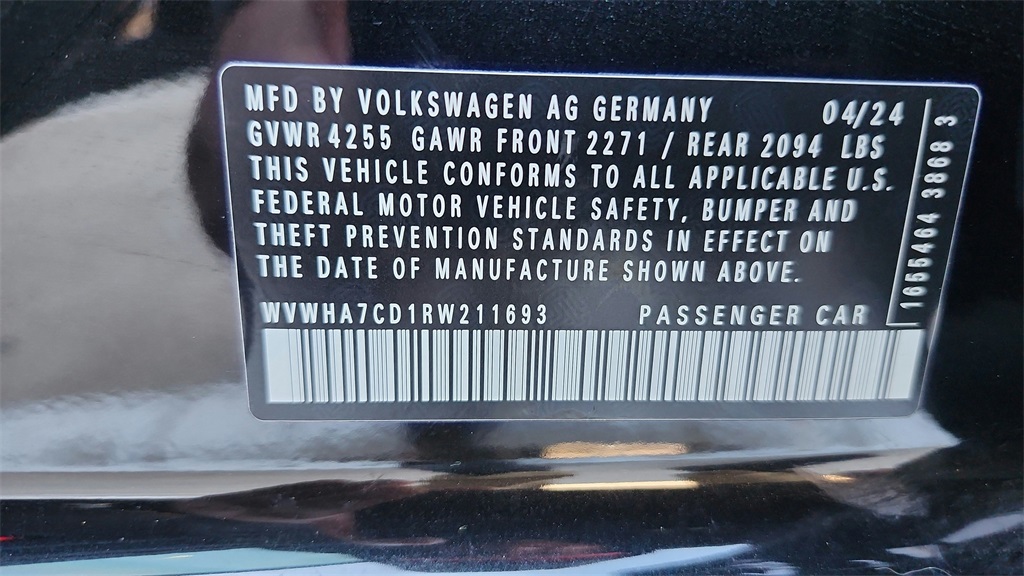 MFD BY VOLKSWAGEN AG GERMANY 04/24
GVWR 4255 GAWR FRONT 2271 / REAR 2094 LBS
THIS VEHICLE CONFORMS TO ALL APPLICABLE U.S.
FEDERAL MOTOR VEHICLE SAFETY, BUMPER AND
THEFT PREVENTION STANDARDS IN EFFECT ON
THE DATE OF MANUFACTURE SHOWN ABOVE.
WVWHA7CD1RW211693 PASSENGER CAR
1655464 3868 3